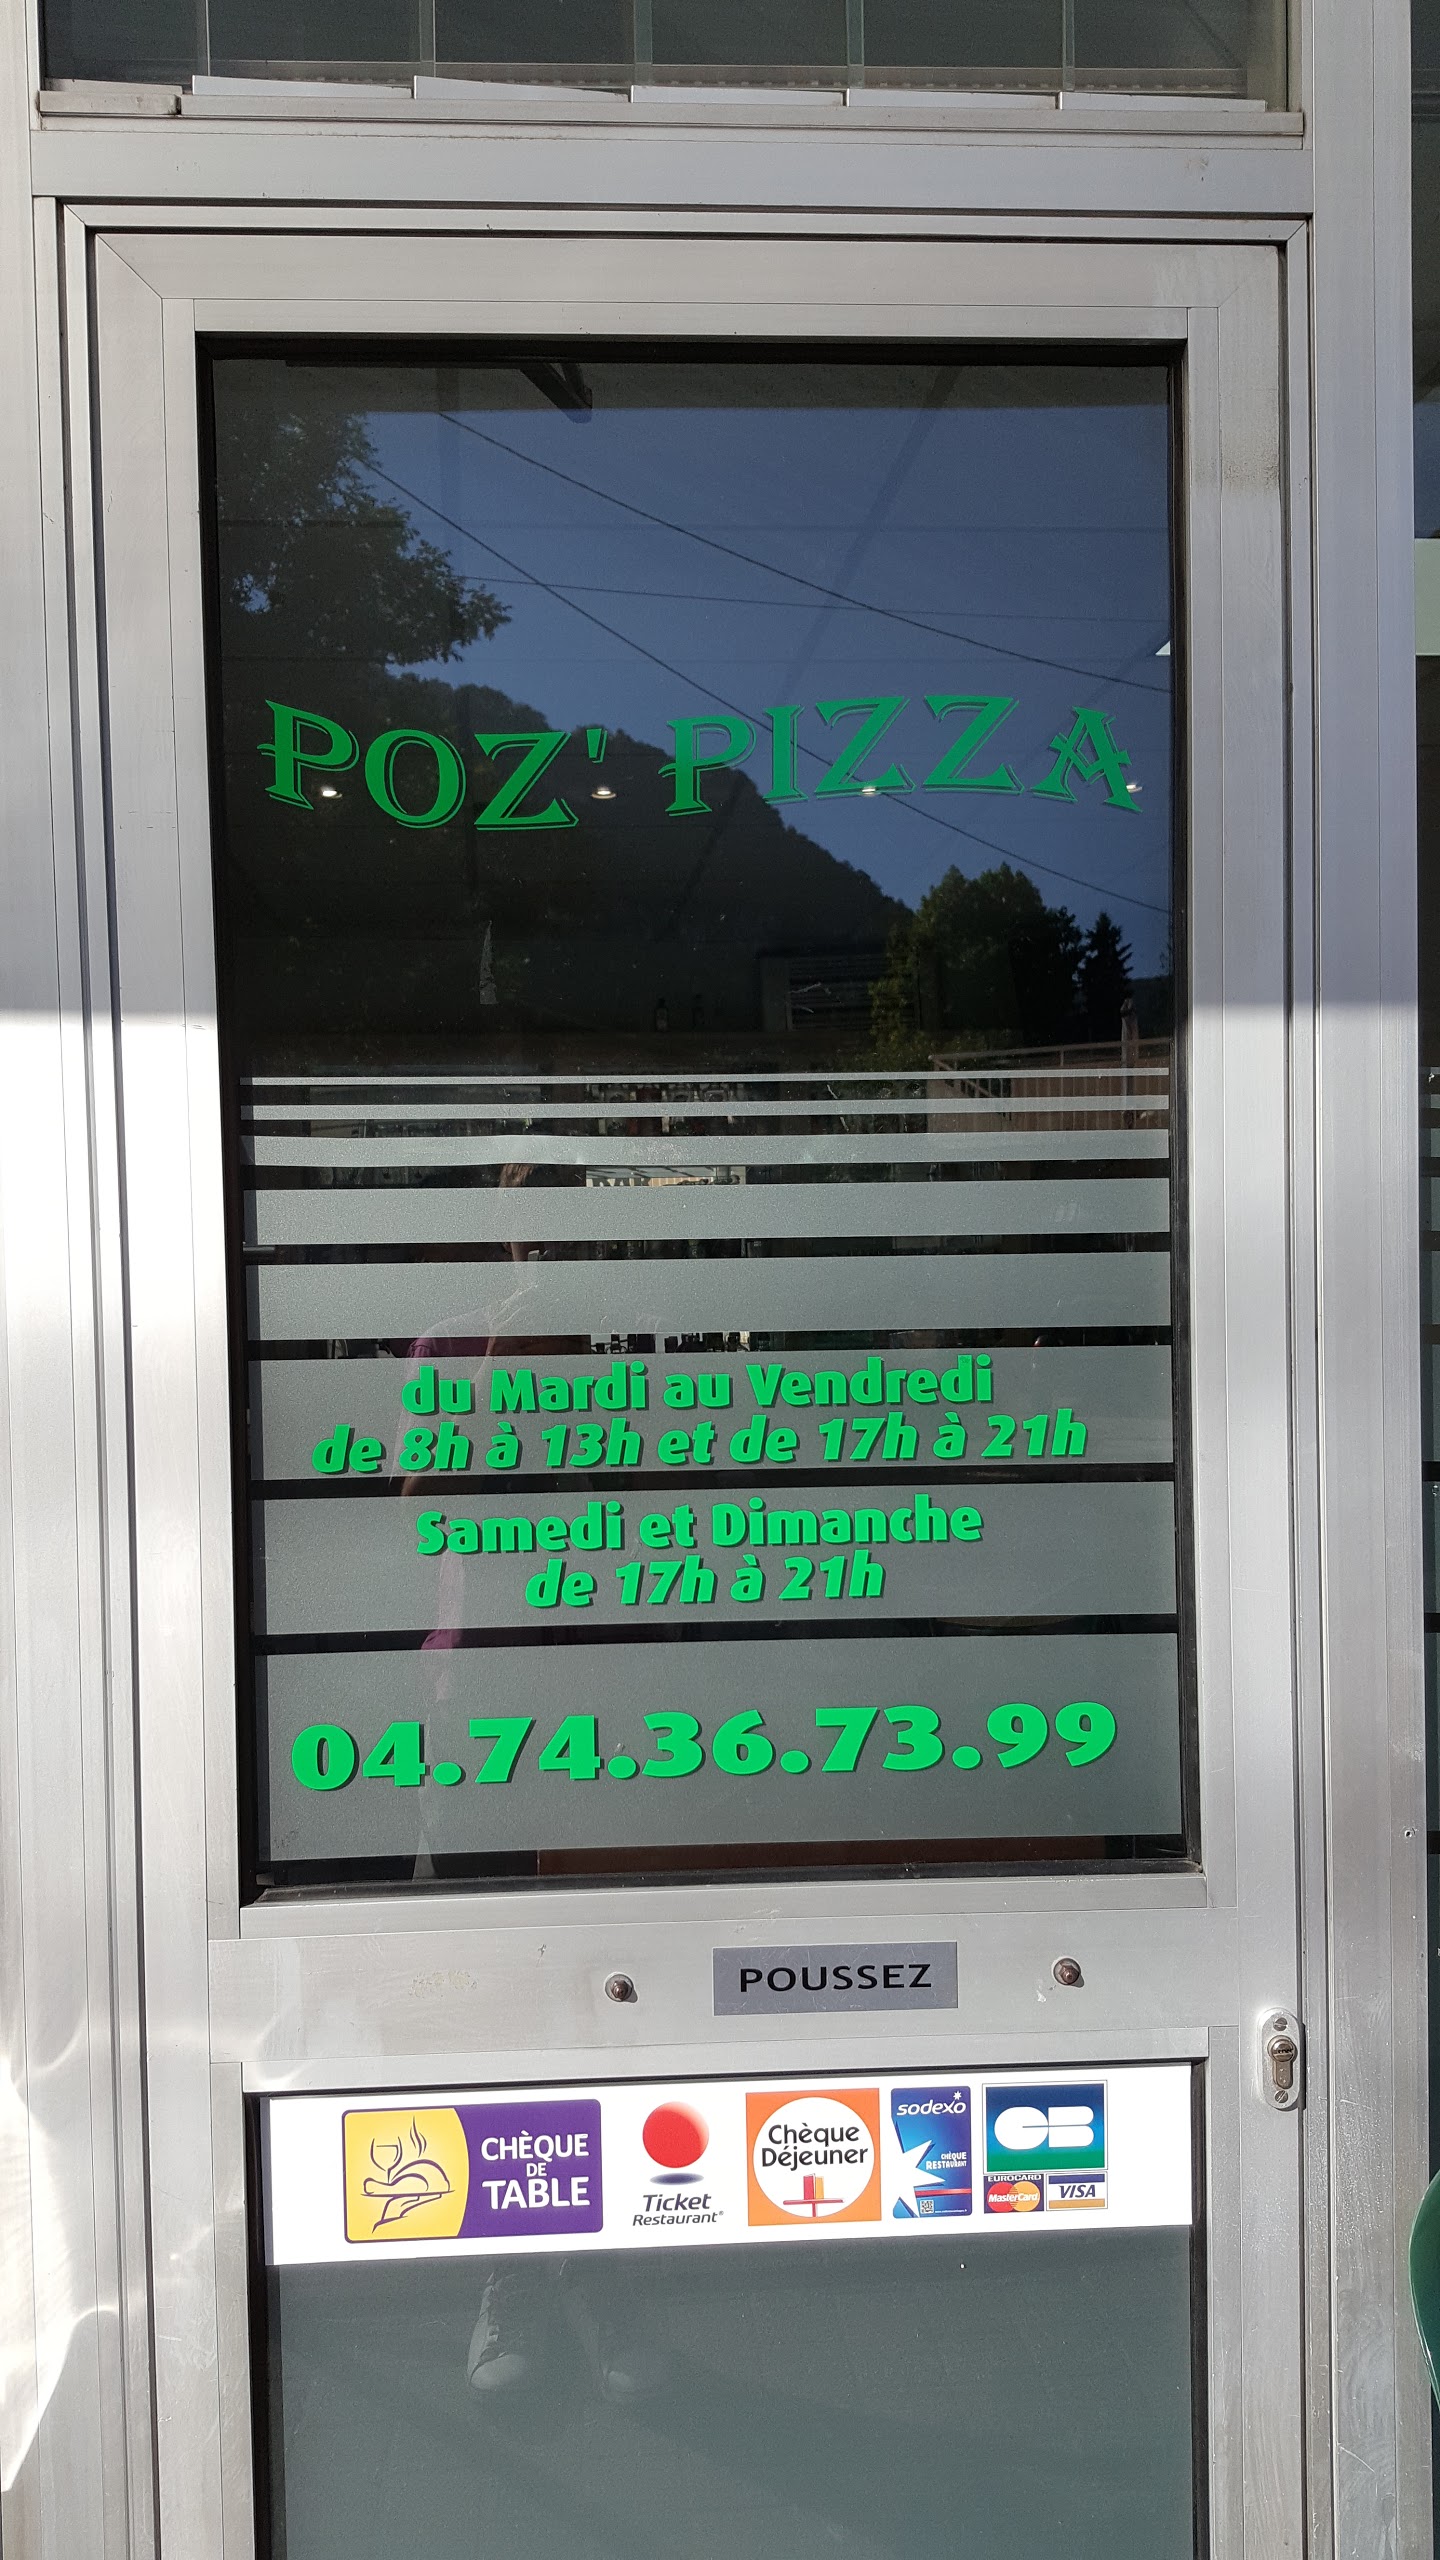 POZ' PIZZA
du Mardi au Vendredi
de 8h à 13h et de 17h à 21h
Samedi et Dimanche
de 17h à 21h
04.74.36.73.99
POUSSEZ
CHÈQUE
DE
TABLE
Ticket
Restaurant®
Chèque
Déjeuner
sodexo
CHÈQUE
RESTAURANT
CB
EUROCARD
MasterCard
VISA